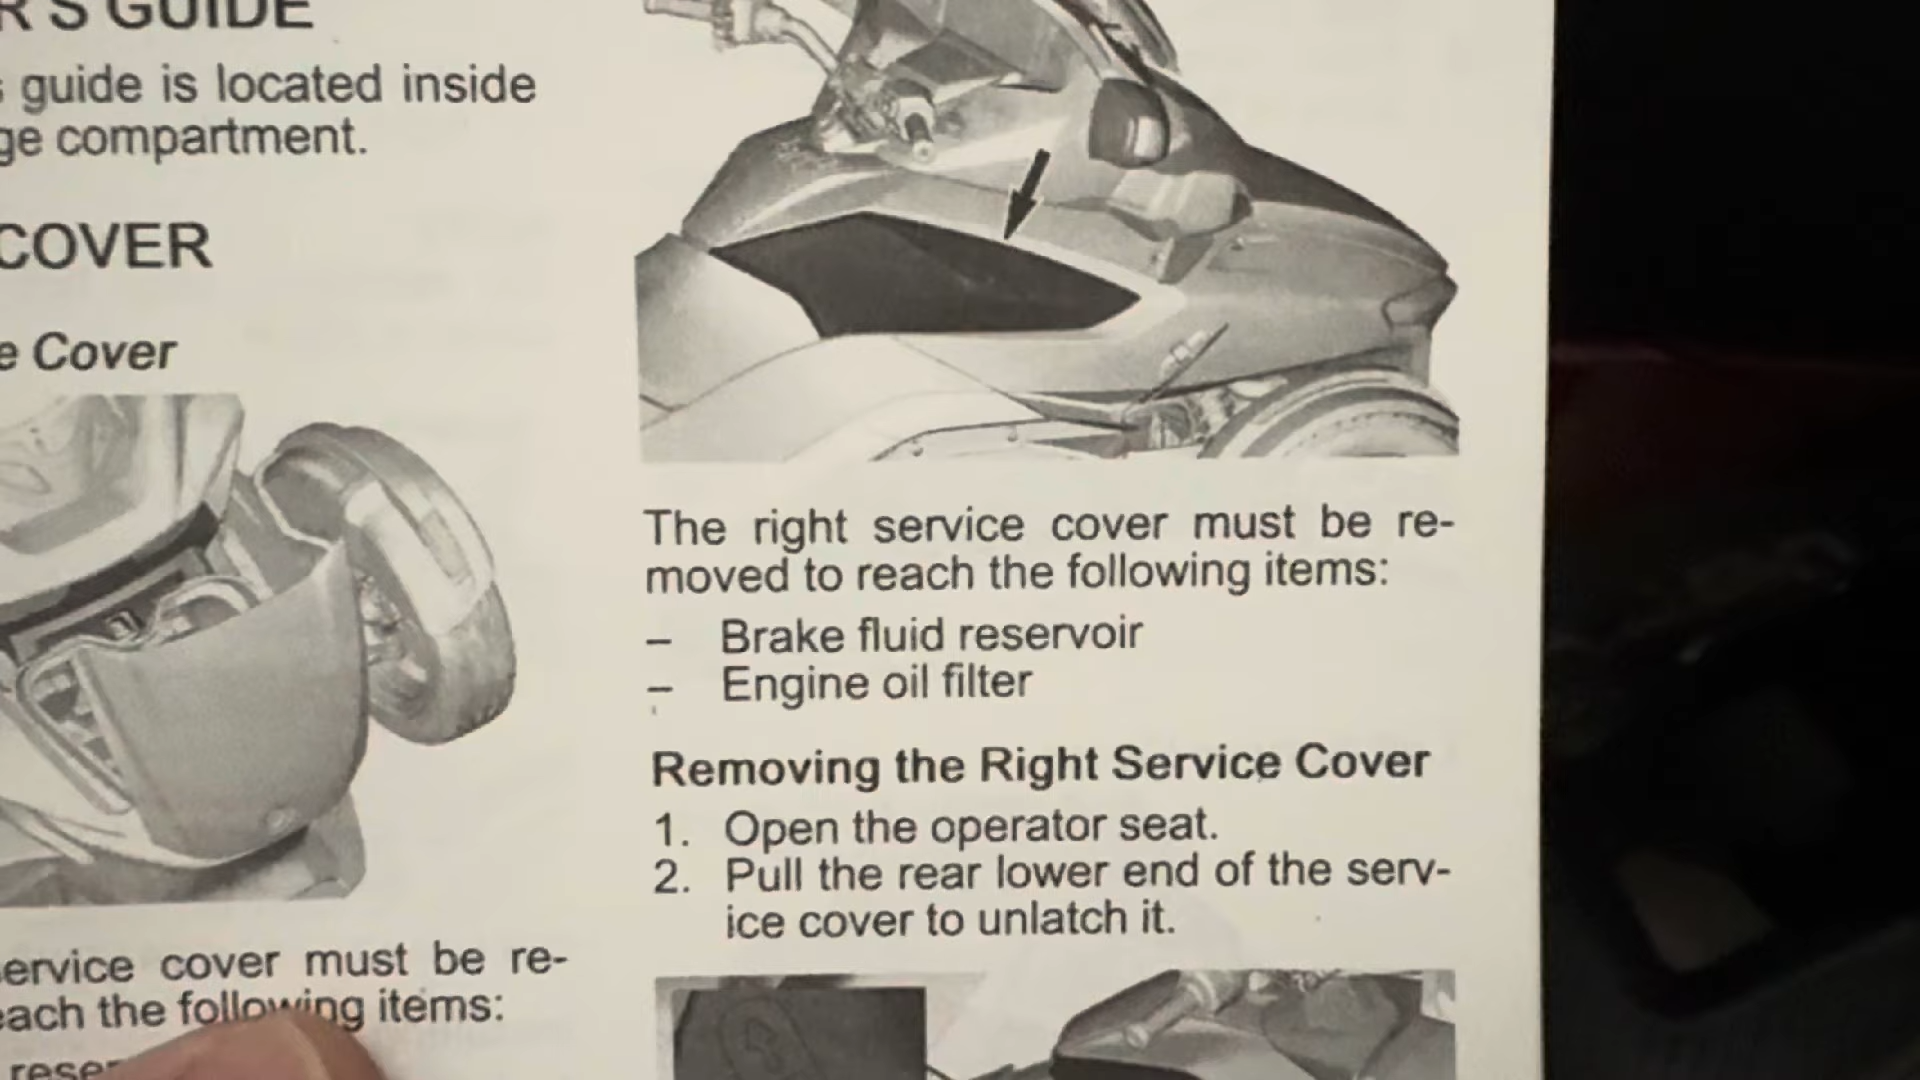 R'S GUIDE
guide is located inside
compartment.
COVER
Cover
service cover must be re-
each the following items:
The right service cover must be re-
moved to reach the following items:
– Brake fluid reservoir
– Engine oil filter
Removing the Right Service Cover
1. Open the operator seat.
2. Pull the rear lower end of the serv-
ice cover to unlatch it.